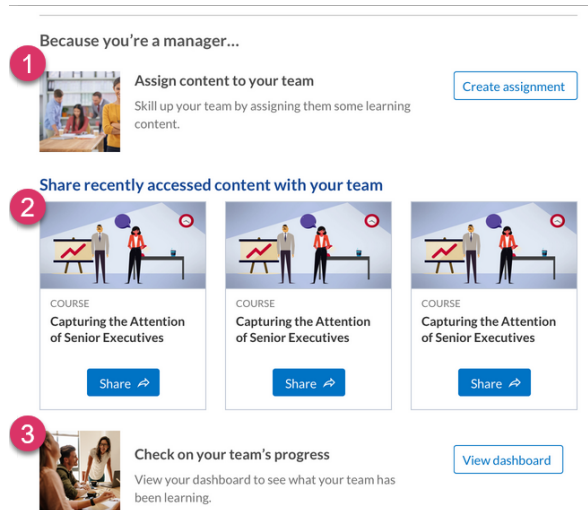 Because you're a manager...
1
Assign content to your team
Create assignment
Skill up your team by assigning them some learning
content.
Share recently accessed content with your team
2
COURSE
Capturing the Attention
of Senior Executives
Share
COURSE
Capturing the Attention
of Senior Executives
Share
COURSE
Capturing the Attention
of Senior Executives
Share
3
Check on your team's progress
View dashboard
View your dashboard to see what your team has
been learning.